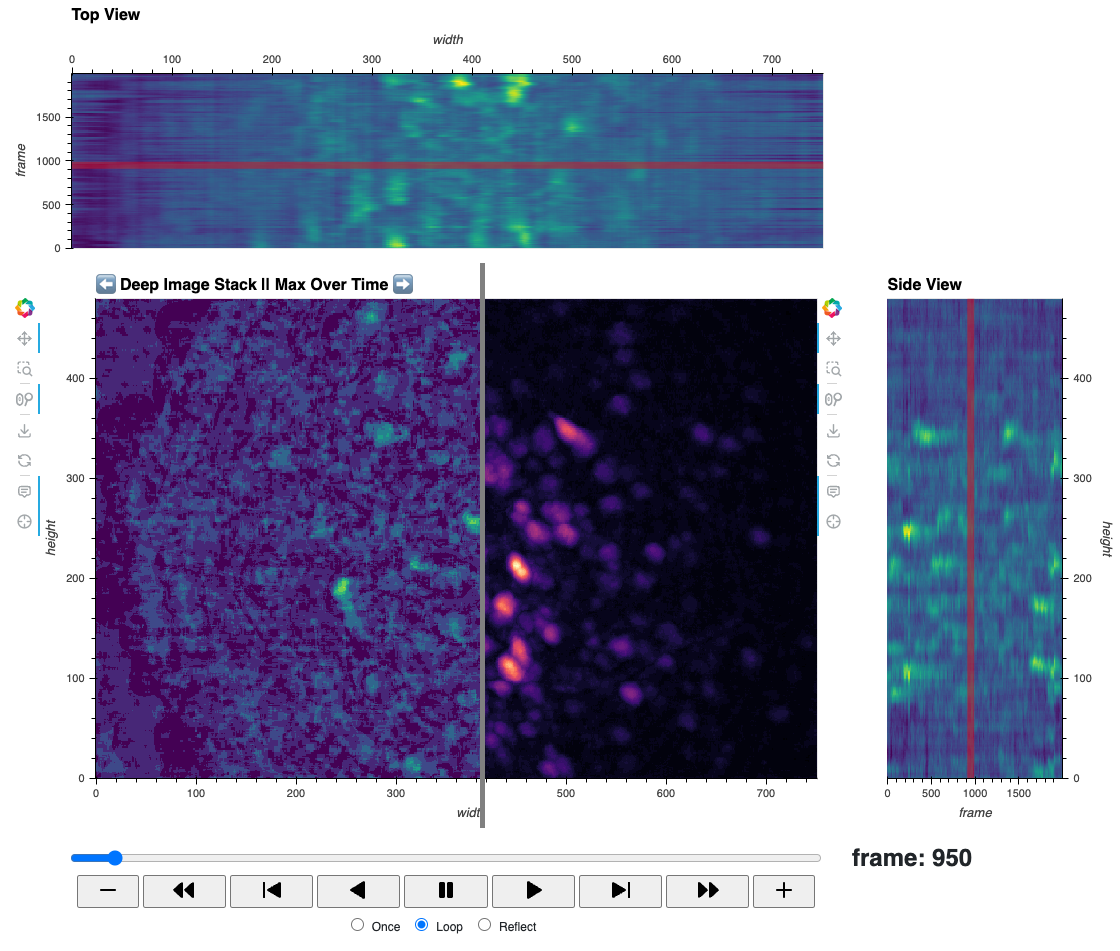 Top View
width
0 100 200 300 400 500 600 700
frame
1500
1000
500
0
⬅ Deep Image Stack || Max Over Time ➡
height
400
300
200
100
0
0 100 200 300 500 600 700
widt
Side View
400
300
200
100
0
height
0 500 1000 1500
frame
frame: 950
Once Loop Reflect